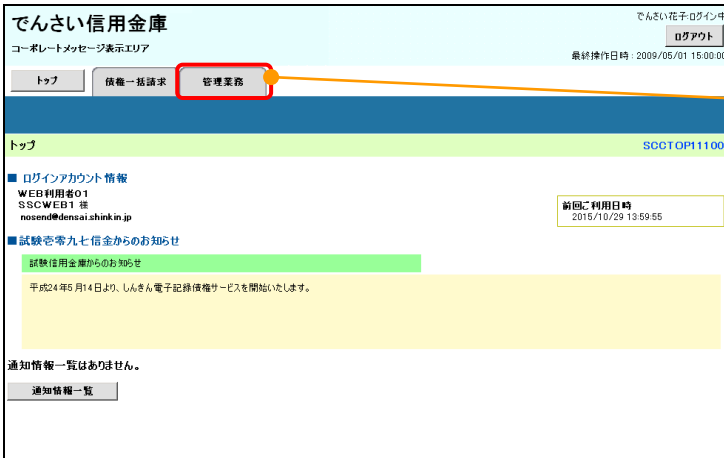 でんさい信用金庫
でんさい花子:ログイン中
コーポレートメッセージ表示エリア
ログアウト
最終操作日時：2009/05/01 15:00:00
トップ
債権一括請求
管理業務
トップ
SCCTOP11100
■ ログインアカウント情報
WEB利用者01
SSCWEB1 様
nosend@densai.shinkin.jp
前回ご利用日時
2015/10/29 13:59:55
■試験壱零九七信金からのお知らせ
試験信用金庫からのお知らせ
平成24年5月14日より、しんきん電子記録債権サービスを開始いたします。
通知情報一覧はありません。
通知情報一覧